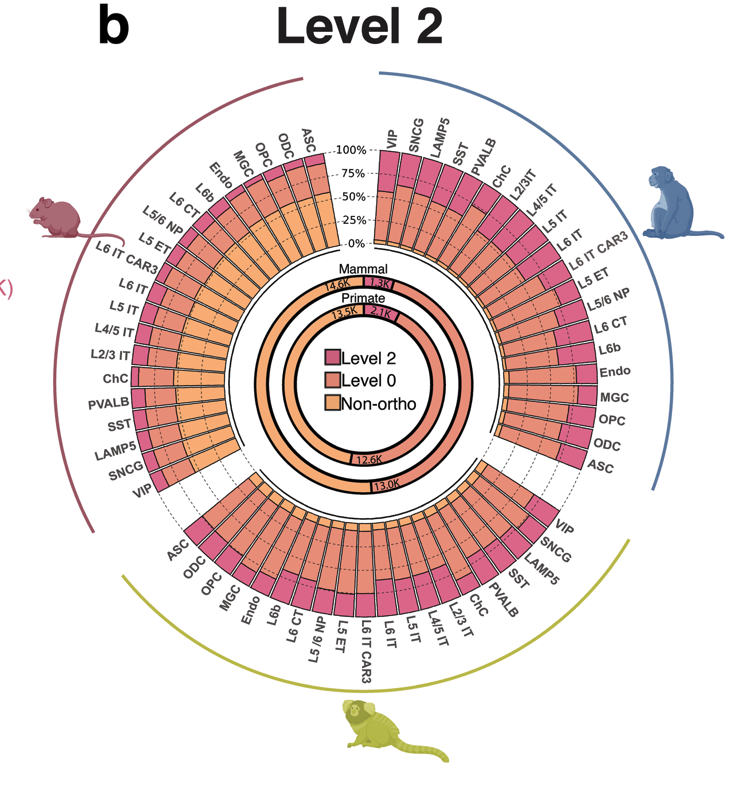 b
Level 2
K)
VIP
SNCG
LAMP5
SST
PVALB
ChC
L2/3IT
L4/5 IT
L5 IT
L6 IT
L6 IT CAR3
L5 ET
L5/6 NP
L6 CT
L6b
Endo
MGC
OPC
ODC
ASC
VIP
SNCG
LAMP5
SST
PVALB
ChC
L2/3 IT
L4/5 IT
L5 IT
L6 IT
L6 IT CAR3
L5 ET
L5 /6 NP
L6 CT
L6b
Endo
MGC
OPC
ODC
ASC
VIP
SNCG
LAMP5
SST
PVALB
ChC
L2/3 IT
L4/5 IT
L5 IT
L6 IT
L6 IT CAR3
L5 ET
L5/6 NP
L6 CT
L6b
Endo
MGC
OPC
ODC
ASC
100%
75%
50%
25%
0%
Mammal
14.6K
1.3K
Primate
13.5K
2.1K
Level 2
Level 0
Non-ortho
12.6K
13.0K